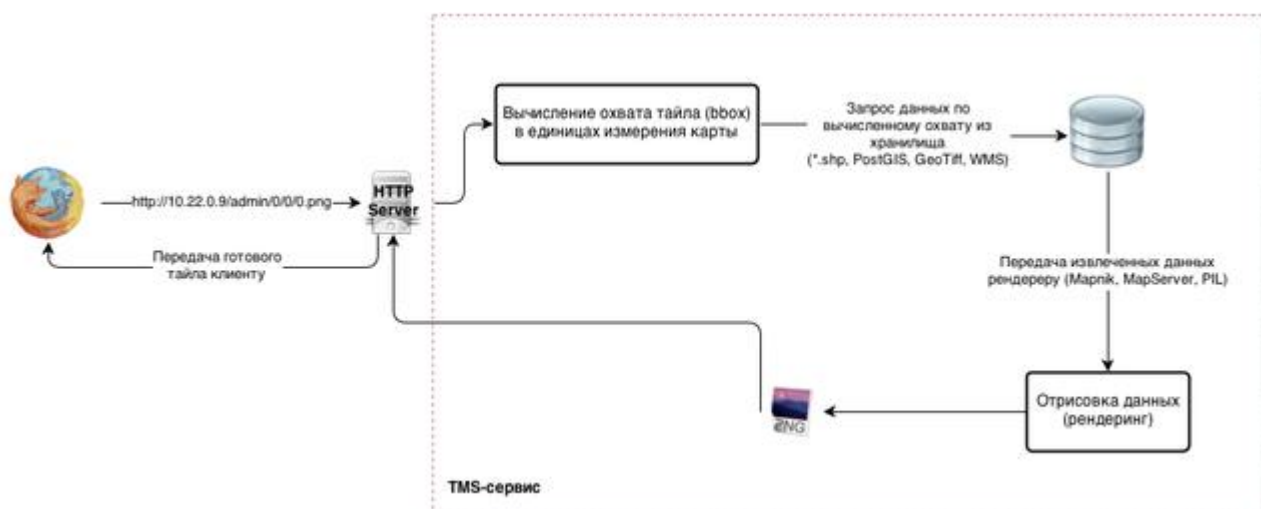 Вычисление охвата тайла (bbox)
в единицах измерения карты
Запрос данных по
вычисленному охвату из
хранилища
(*.shp, PostGIS, GeoTiff, WMS)
http://10.22.0.9/admin/0/0/0.png
HTTP
Server
Передача готового
тайла клиенту
Передача извлеченных данных
рендереру (Mapnik, MapServer, PIL)
Отрисовка данных
(рендеринг)
PNG
TMS-сервис